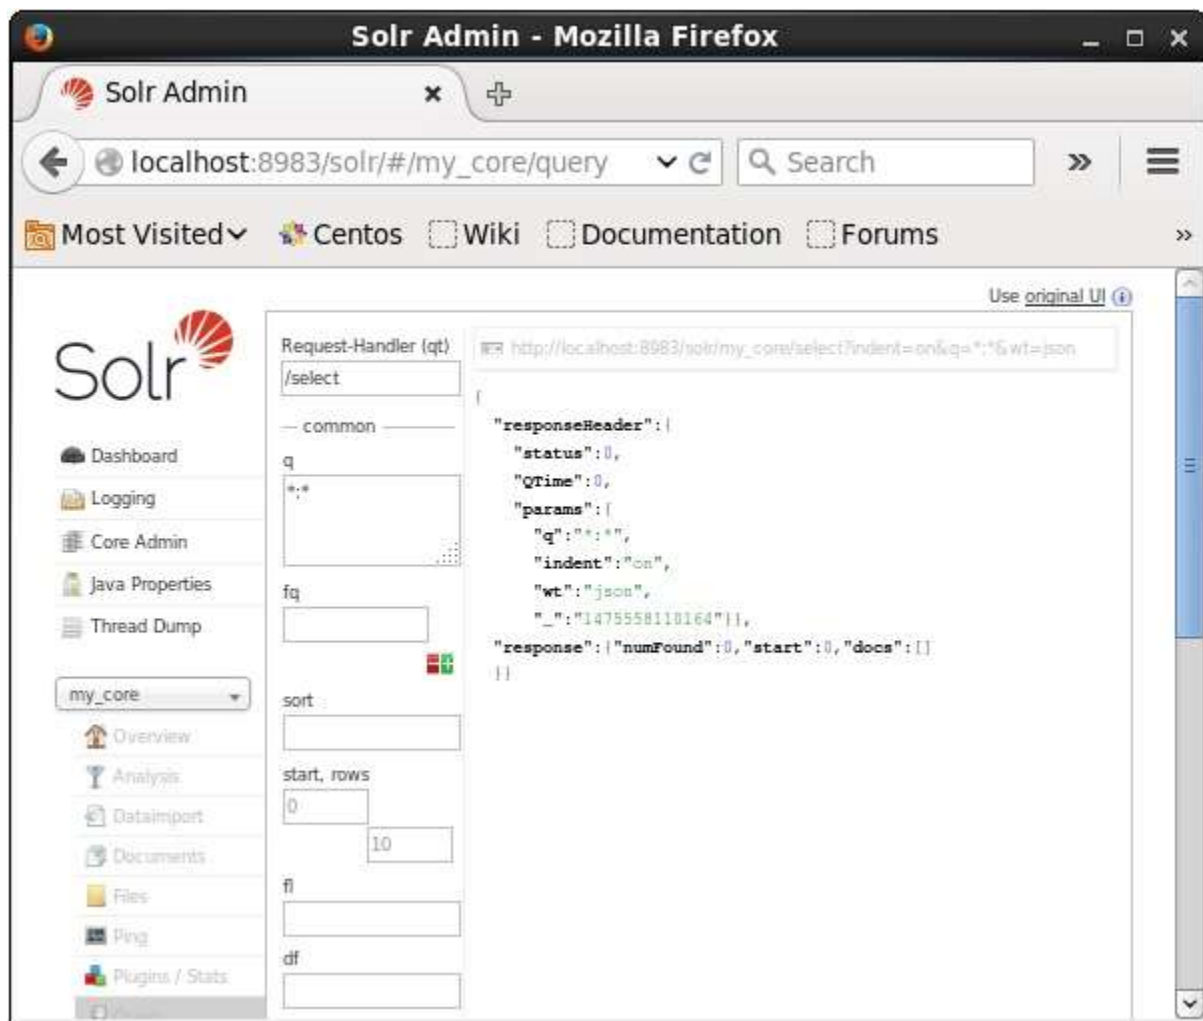 Solr Admin - Mozilla Firefox
Solr Admin
localhost:8983/solr/#/my_core/query
Search
Most Visited
Centos
Wiki
Documentation
Forums
Use original UI
Solr
Dashboard
Logging
Core Admin
Java Properties
Thread Dump
my_core
Overview
Analysis
Dataimport
Documents
Files
Ping
Plugins / Stats
Query
Request-Handler (qt)
/select
common
q
*:*
fq
sort
start, rows
0
10
fl
df
http://localhost:8983/solr/my_core/select?indent=on&q=*:*&wt=json
{
"responseHeader":{
"status":0,
"QTime":0,
"params":{
"q":"*:*",
"indent":"on",
"wt":"json",
"_":"1475558110164"}},
"response":{"numFound":0,"start":0,"docs":[]
}}